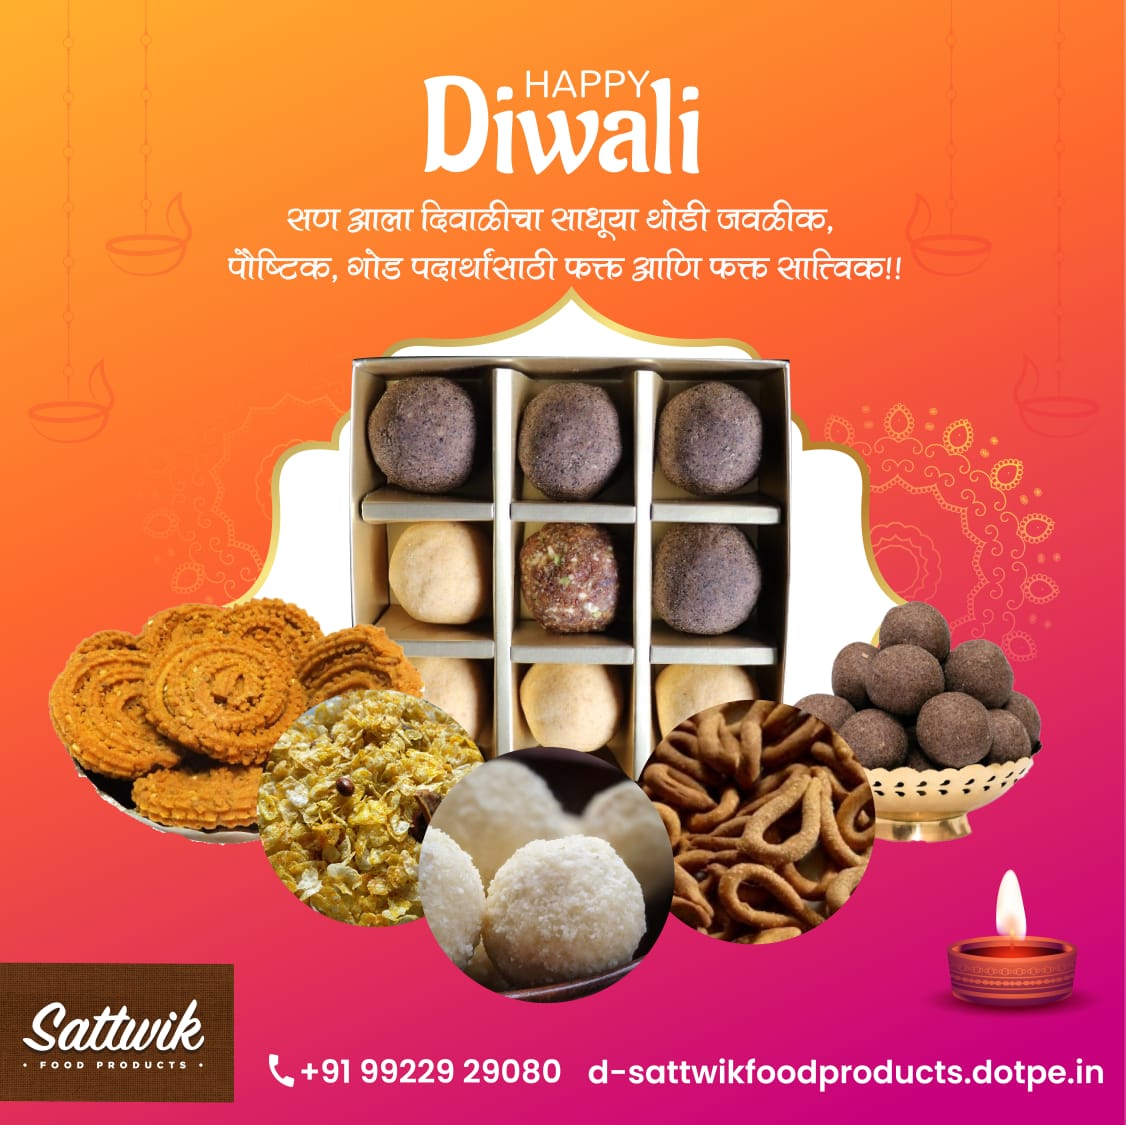 HAPPY
Diwali
सण आला दिवाळीचा साधूया थोडी जवळीक,
पौष्टिक, गोड पदार्थांसाठी फक्त आणि फक्त सात्त्विक!!
Sattwik
• FOOD PRODUCTS •
+91 99229 29080 d-sattwikfoodproducts.dotpe.in